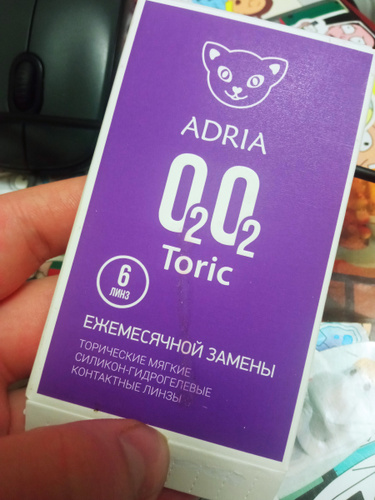 ADRIA
O₂O₂
Toric
6
ЛИНЗ
ЕЖЕМЕСЯЧНОЙ ЗАМЕНЫ
ТОРИЧЕСКИЕ МЯГКИЕ
СИЛИКОН-ГИДРОГЕЛЕВЫЕ
КОНТАКТНЫЕ ЛИНЗЫ